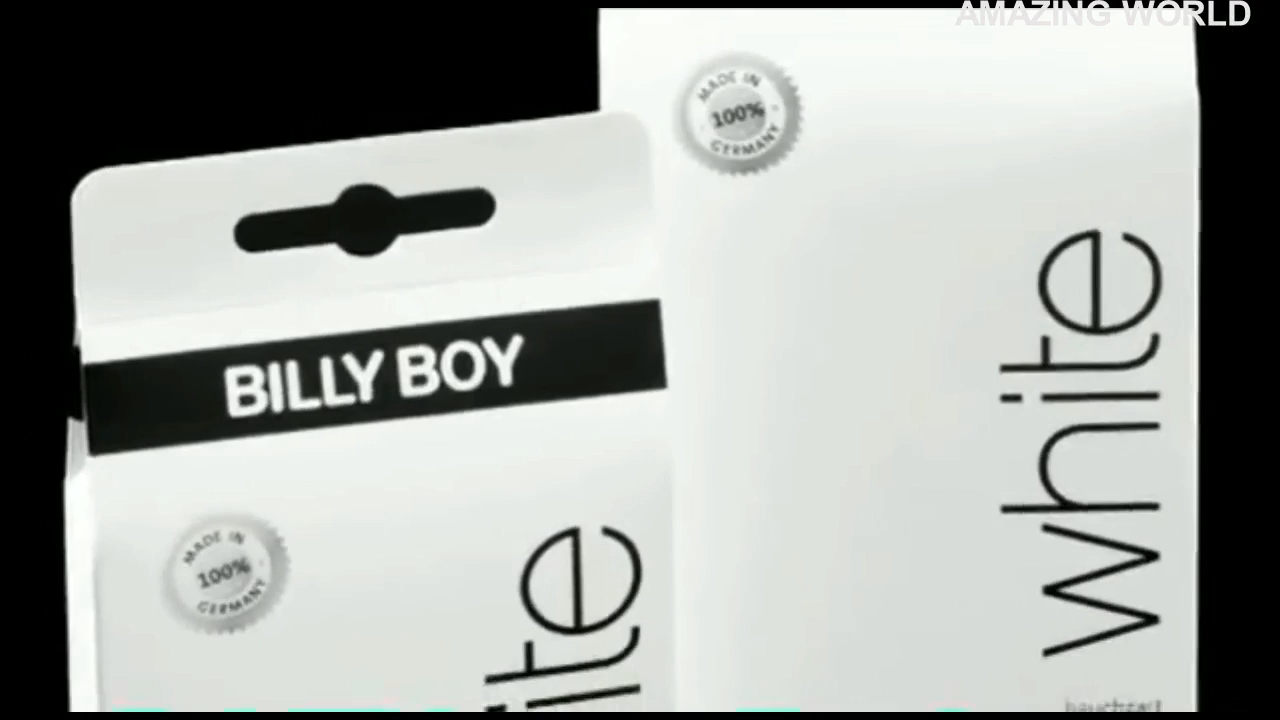 AMAZING WORLD
MADE IN
100%
GERMANY
white
BILLY BOY
MADE IN
100%
GERMANY
ite